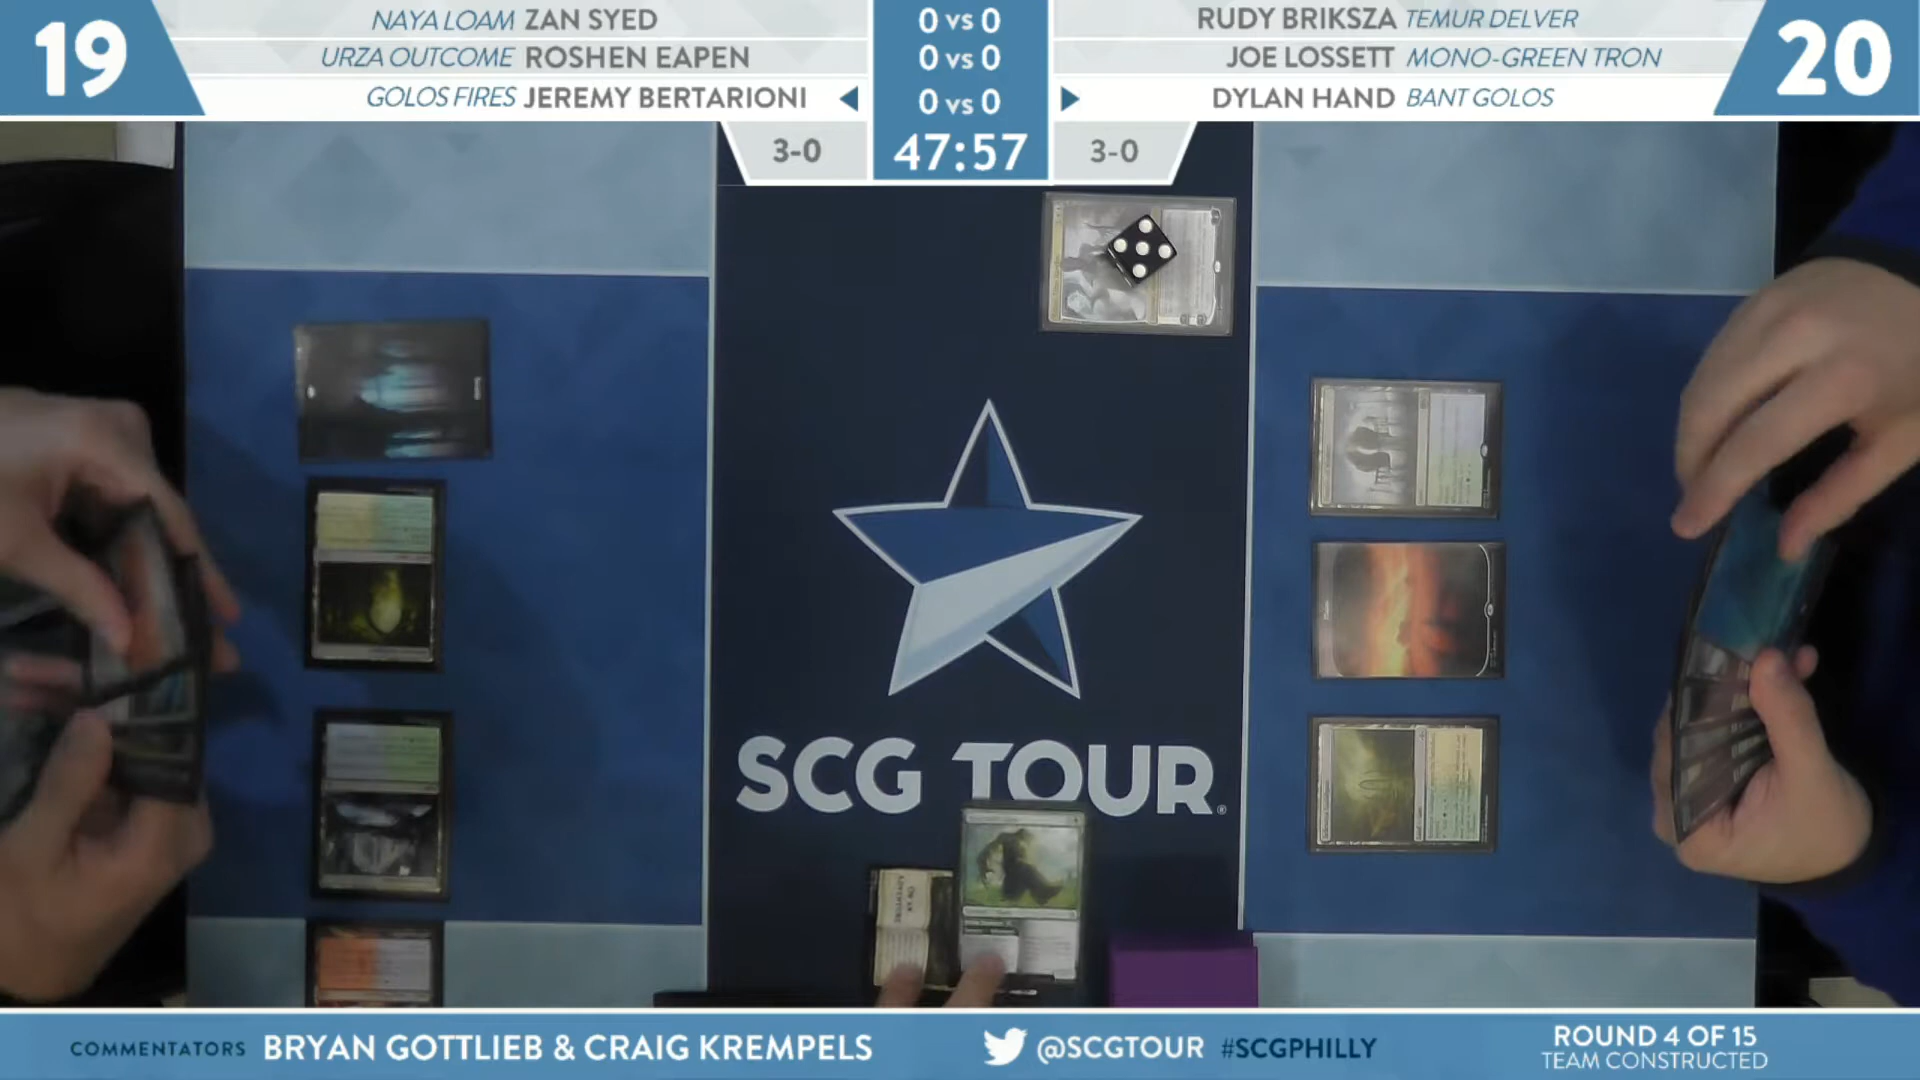 19
NAYA LOAM ZAN SYED
0 vs 0
RUDY BRIKSZA TEMUR DELVER
20
URZA OUTCOME ROSHEN EAPEN
0 vs 0
JOE LOSSETT MONO-GREEN TRON
GOLOS FIRES JEREMY BERTARIONI
0 vs 0
DYLAN HAND BANT GOLOS
3-0
47:57
3-0
SCG TOUR
ON AN
ADVENTURE
COMMENTATORS BRYAN GOTTLIEB & CRAIG KREMPELS
@SCGTOUR #SCGPHILLY
ROUND 4 OF 15
TEAM CONSTRUCTED